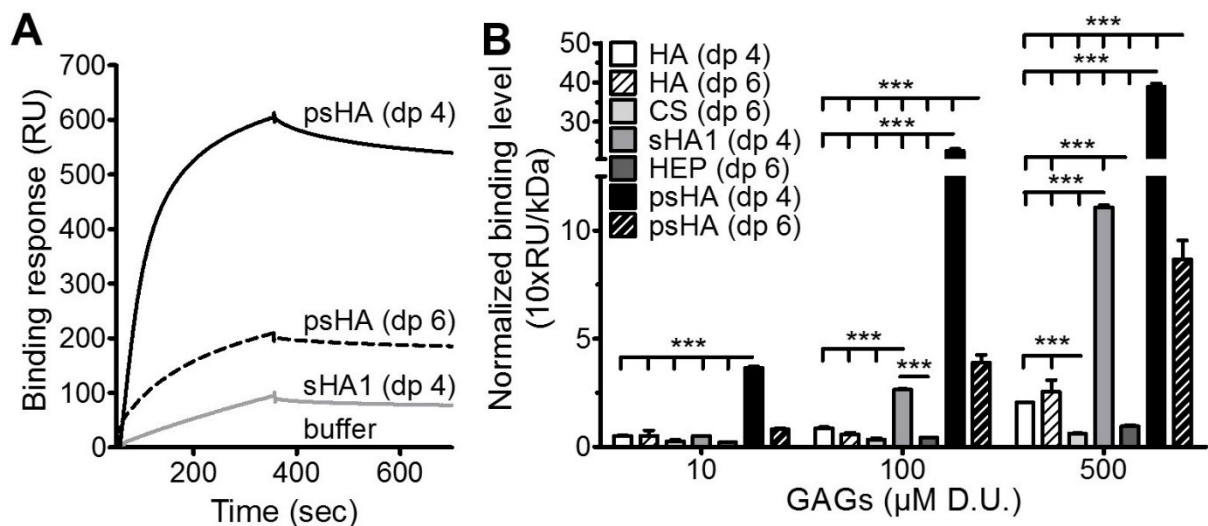 A
Binding response (RU)
700
600
500
400
300
200
100
0
psHA (dp 4)
psHA (dp 6)
sHA1 (dp 4)
buffer
200
400
600
Time (sec)
B
Normalized binding level
(10xRU/kDa)
50
40
30
10
5
0
HA (dp 4)
HA (dp 6)
CS (dp 6)
sHA1 (dp 4)
HEP (dp 6)
psHA (dp 4)
psHA (dp 6)
***
***
***
***
***
***
***
***
***
***
10
100
500
GAGs (µM D.U.)